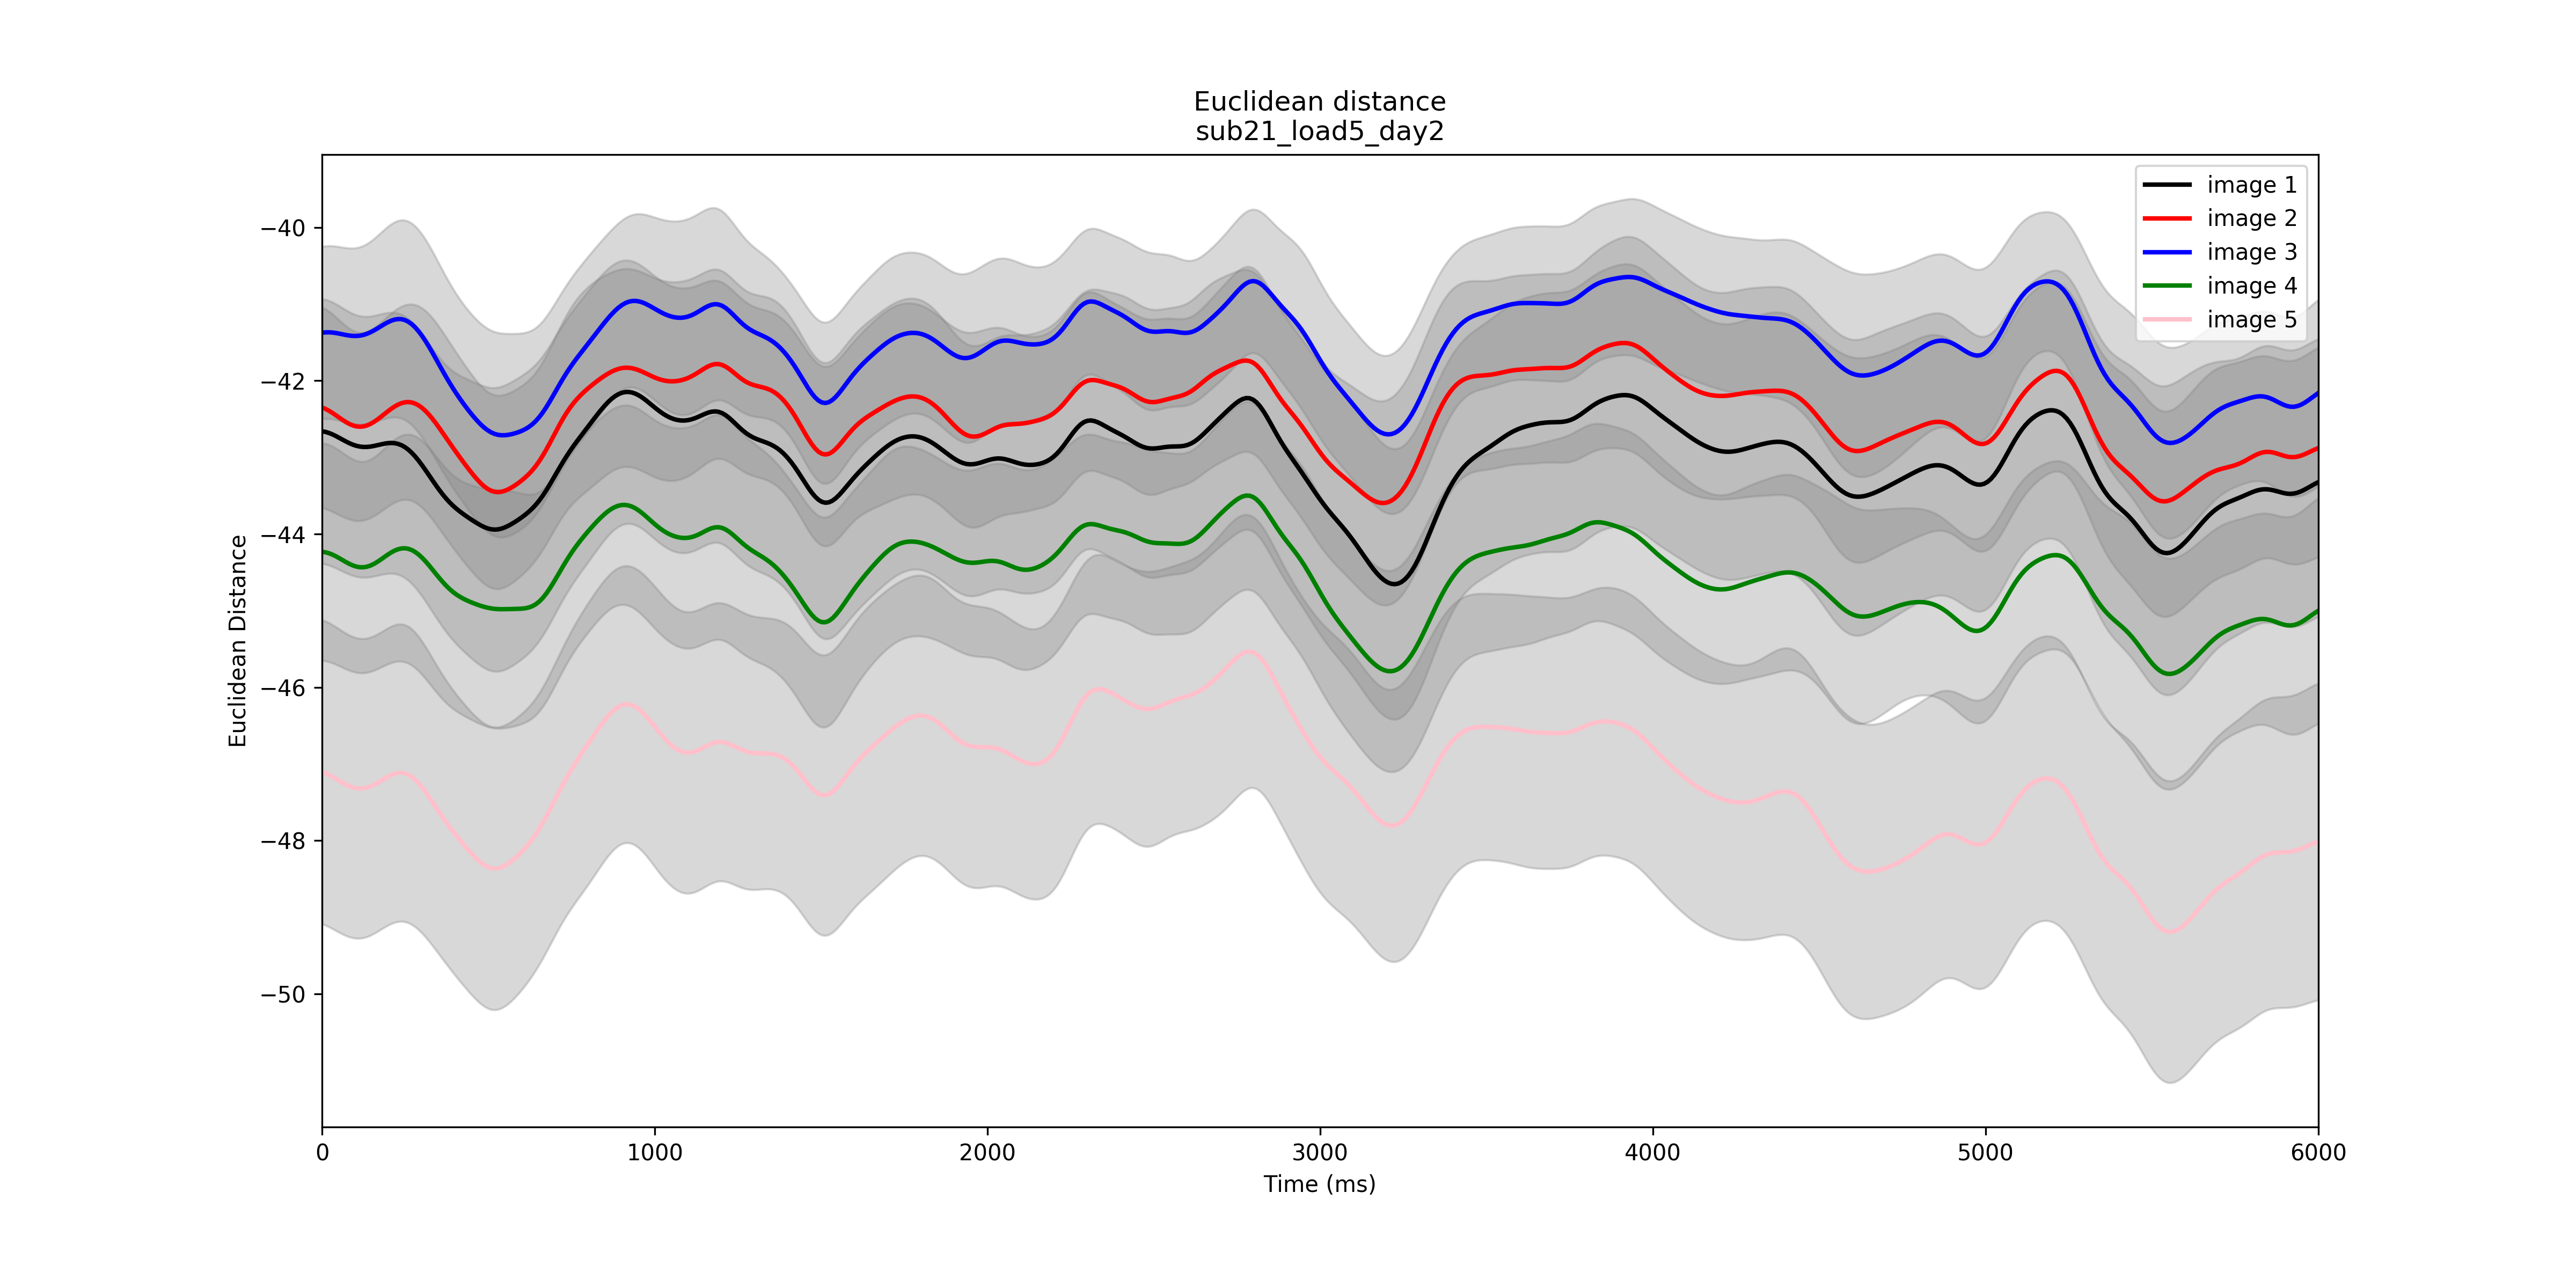 Euclidean distance
sub21_load5_day2
image 1
image 2
image 3
image 4
image 5
Euclidean Distance
−40
−42
−44
−46
−48
−50
0 1000 2000 3000 4000 5000 6000
Time (ms)